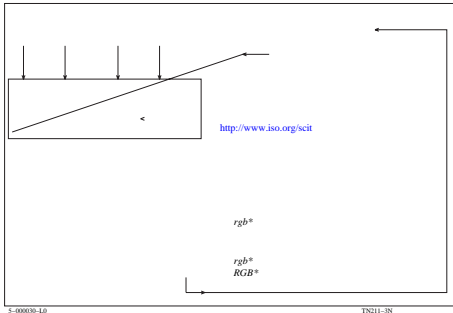 http://www.iso.org/scit
rgb*
rgb*
RGB*
5–000030–L0
TN211–3N